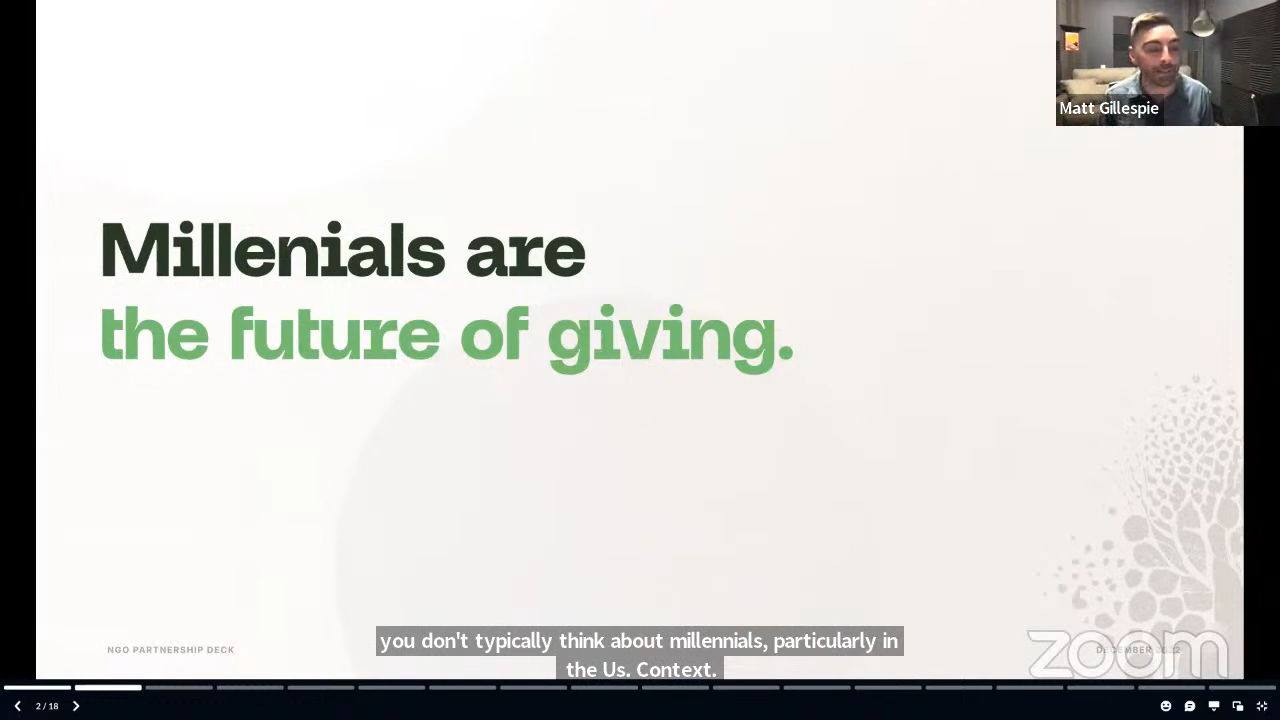 Matt Gillespie
Millenials are
the future of giving.
you don't typically think about millennials, particularly in
the Us. Context.
NGO PARTNERSHIP DECK
DECEMBER
zoom
2 / 18